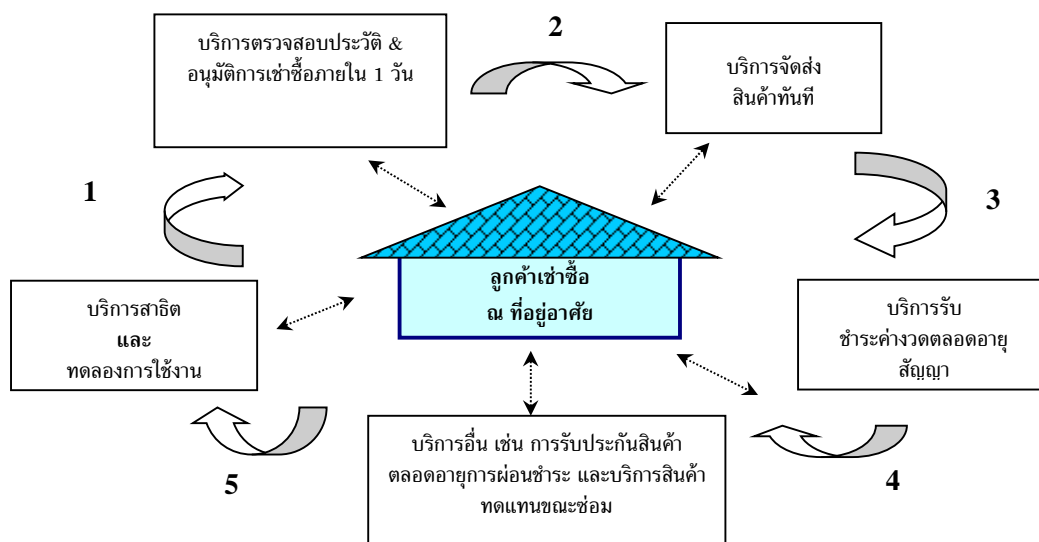 บริการตรวจสอบประวัติ &
อนุมัติการเช่าซื้อภายใน 1 วัน
2
บริการจัดส่ง
สินค้าทันที
1
3
ลูกค้าเช่าซื้อ
ณ ที่อยู่อาศัย
บริการสาธิต
และ
ทดลองการใช้งาน
บริการรับ
ชำระค่างวดตลอดอายุ
สัญญา
บริการอื่น เช่น การรับประกันสินค้า
ตลอดอายุการผ่อนชำระ และบริการสินค้า
ทดแทนขณะซ่อม
5
4